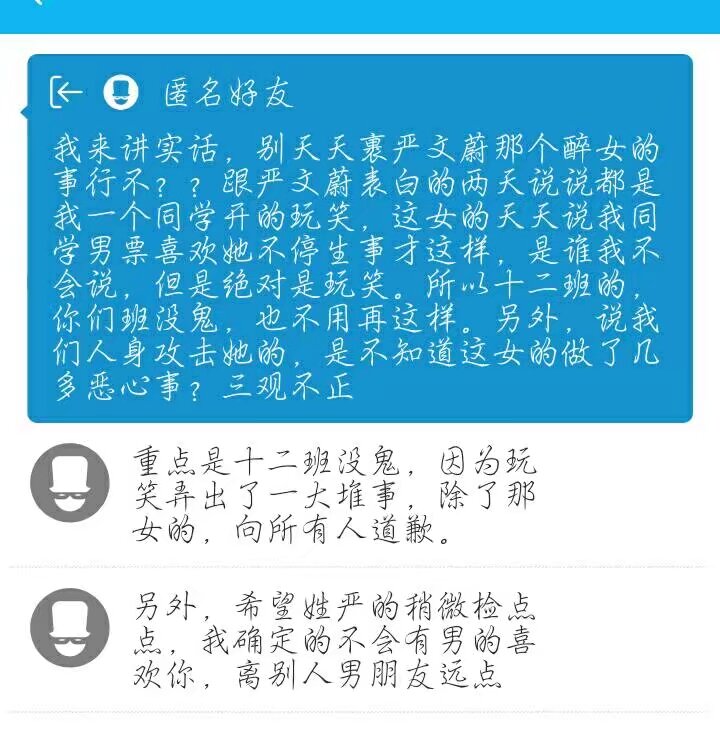 匿名好友
我来讲实话，别天天裹严文蔚那个醉女的
事行不？？跟严文蔚表白的两天说说都是
我一个同学开的玩笑，这女的天天说我同
学男票喜欢她不停生事才这样，是谁我不
会说，但是绝对是玩笑。所以十二班的，
你们班没鬼，也不用再这样。另外，说我
们人身攻击她的，是不知道这女的做了几
多恶心事？三观不正
重点是十二班没鬼，因为玩
笑弄出了一大堆事，除了那
女的，向所有人道歉。
另外，希望姓严的稍微检点
点，我确定的不会有男的喜
欢你，离别人男朋友远点